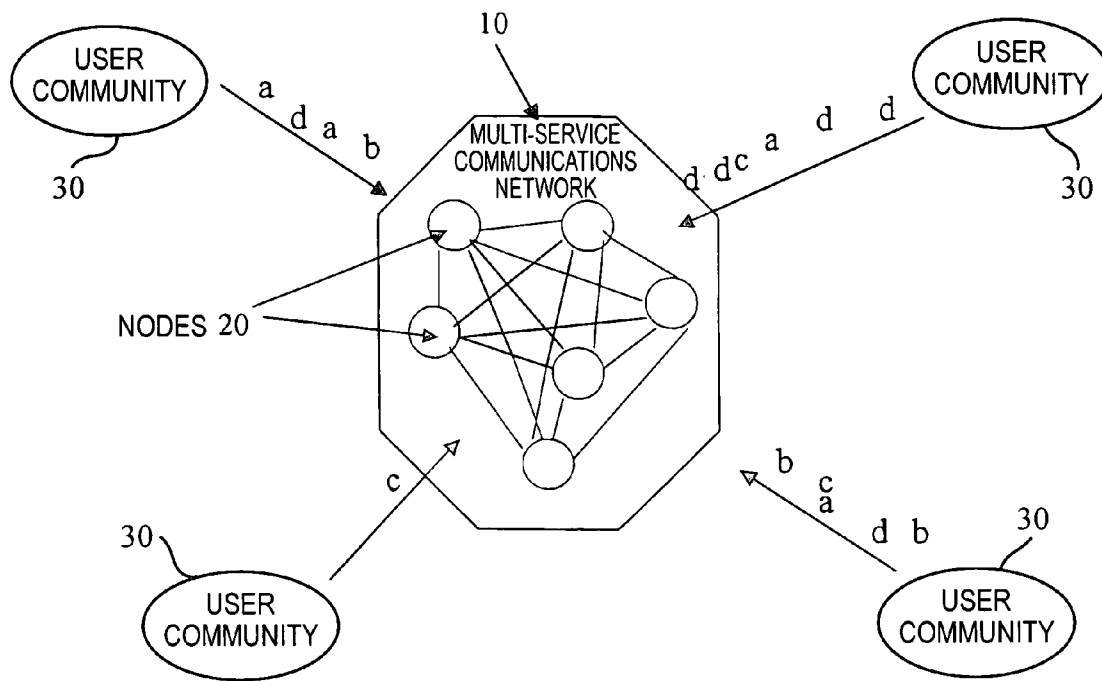 10
USER
COMMUNITY
30
a
d a
b
MULTI-SERVICE
COMMUNICATIONS
NETWORK
d d c a d d
USER
COMMUNITY
30
NODES 20
c
30
USER
COMMUNITY
b
c
a
d b
30
USER
COMMUNITY